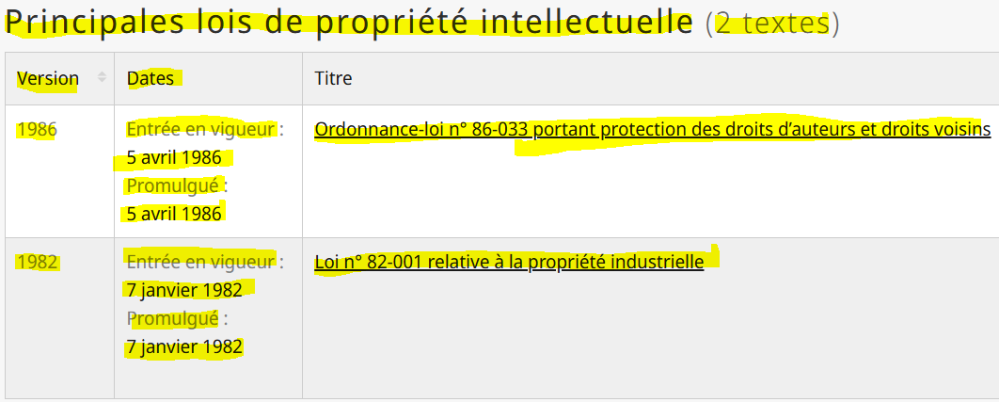 Principales lois de propriété intellectuelle (2 textes)
Version Dates Titre
1986 Entrée en vigueur : Ordonnance-loi n° 86-033 portant protection des droits d’auteurs et droits voisins
5 avril 1986
Promulgué :
5 avril 1986
1982 Entrée en vigueur : Loi n° 82-001 relative à la propriété industrielle
7 janvier 1982
Promulgué :
7 janvier 1982